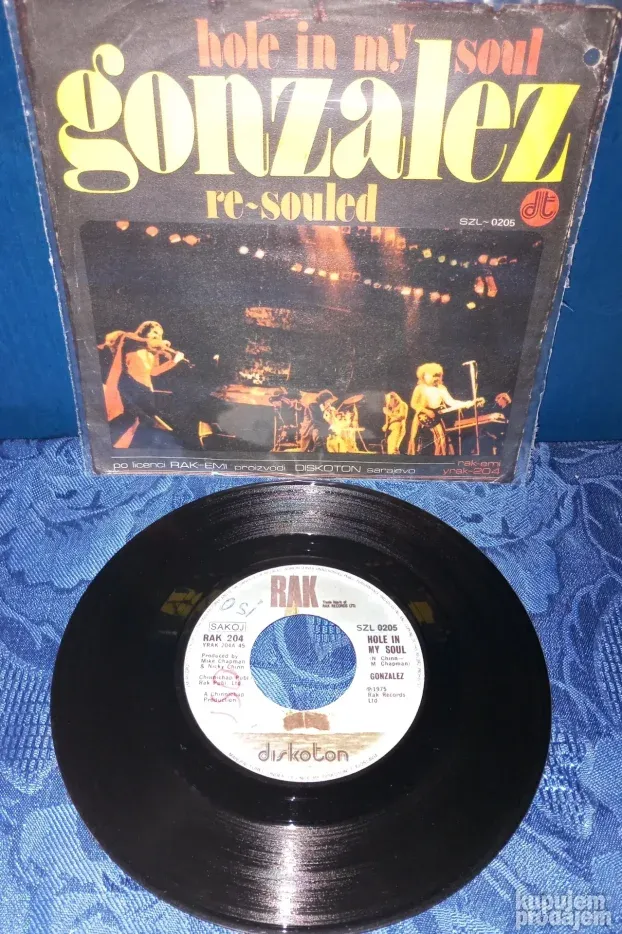 hole in my soul
gonzalez
re-souled
SZL-0205
dt
po licenci RAK-EMI proizvodi DISKOTON sarajevo
rak-emi
yrak-204
RAK
SAKOJ
RAK 204
YRAK 204A 45
Produced by
Mike Chapman
& Nicky Chinn
Chinnichap Publ
Rak Publ. Ltd
A Chinnichap
Production
SZL 0205
HOLE IN
MY SOUL
N Chinn -
M Chapman
GONZALEZ
℗1975
Rak Records
Ltd
diskoton
kupujem
prodajem